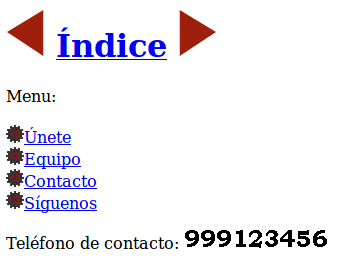 Índice
Menu:
Únete
Equipo
Contacto
Síguenos
Teléfono de contacto: 999123456